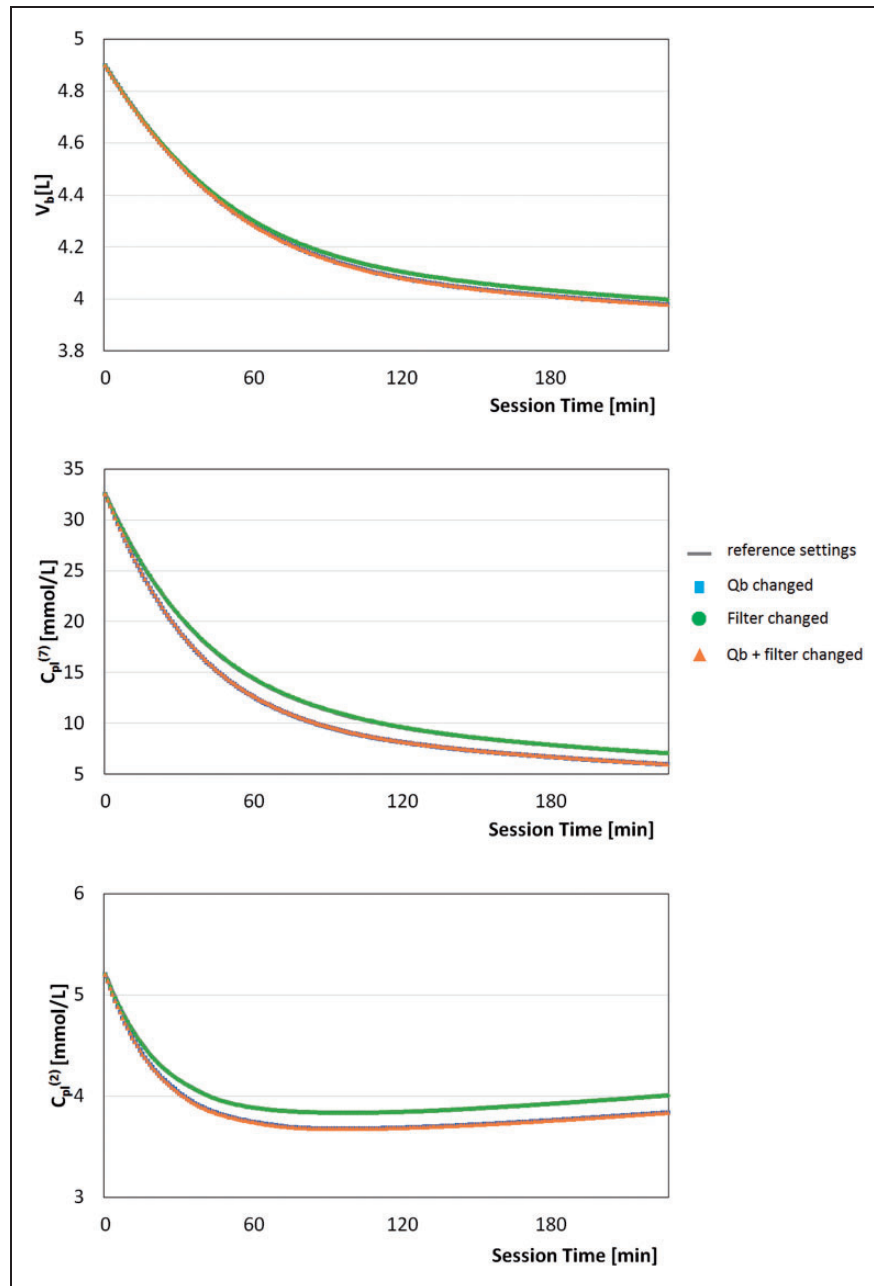 5
4.8
4.6
4.4
4.2
4
3.8
V_b[L]
0 60 120 180
Session Time [min]
35
30
25
20
15
10
5
C_pl^(7) [mmol/L]
0 60 120 180
Session Time [min]
reference settings
Qb changed
Filter changed
Qb + filter changed
6
5
4
3
C_pl^(2) [mmol/L]
0 60 120 180
Session Time [min]